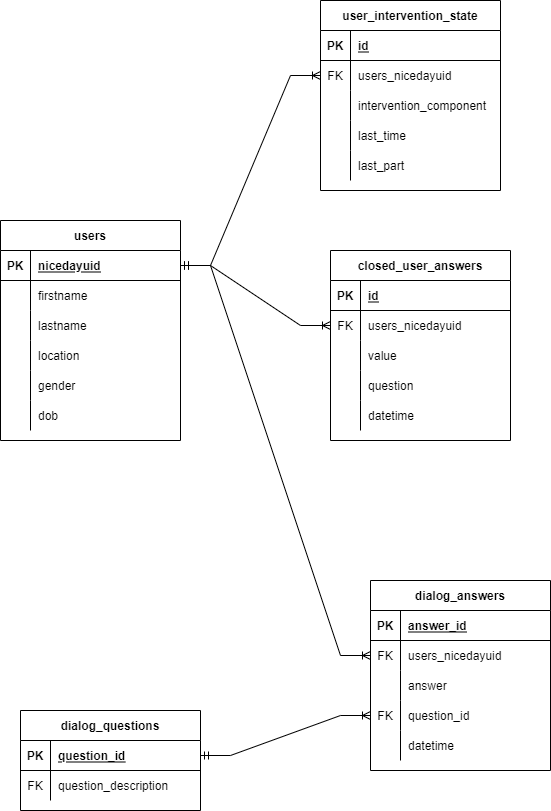 user_intervention_state
PK id
FK users_nicedayuid
intervention_component
last_time
last_part
users
PK nicedayuid
firstname
lastname
location
gender
dob
closed_user_answers
PK id
FK users_nicedayuid
value
question
datetime
dialog_answers
PK answer_id
FK users_nicedayuid
answer
FK question_id
datetime
dialog_questions
PK question_id
FK question_description